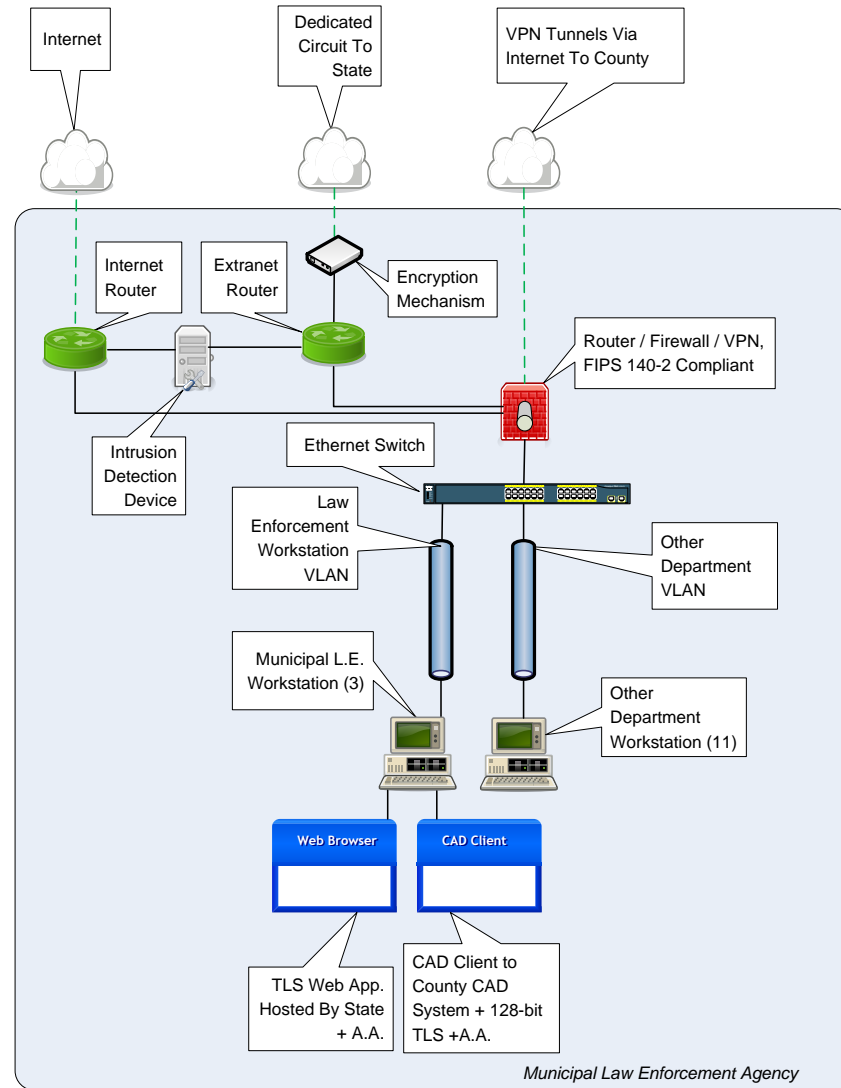 Internet
Dedicated
Circuit To
State
VPN Tunnels Via
Internet To County
Internet
Router
Extranet
Router
Encryption
Mechanism
Router / Firewall / VPN,
FIPS 140-2 Compliant
Intrusion
Detection
Device
Ethernet Switch
Law
Enforcement
Workstation
VLAN
Other
Department
VLAN
Municipal L.E.
Workstation (3)
Other
Department
Workstation (11)
Web Browser
CAD Client
TLS Web App.
Hosted By State
+ A.A.
CAD Client to
County CAD
System + 128-bit
TLS +A.A.
Municipal Law Enforcement Agency